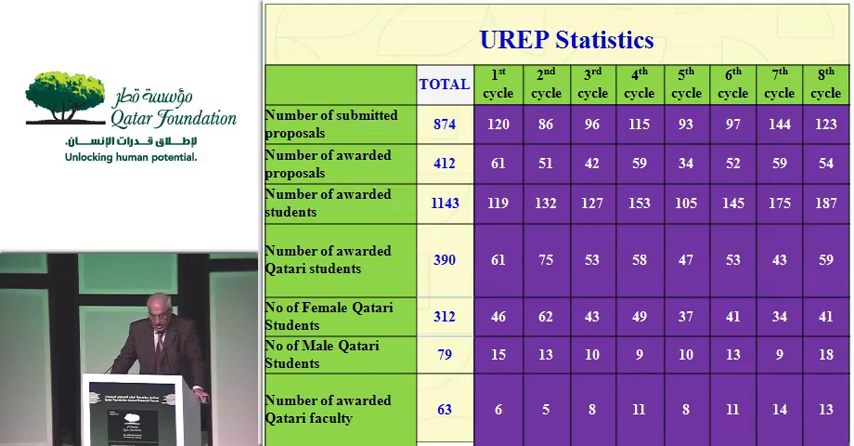 مؤسسة قطر
Qatar Foundation
لإطلاق قدرات الإنسان.
Unlocking human potential.
UREP Statistics
TOTAL 1st cycle 2nd cycle 3rd cycle 4th cycle 5th cycle 6th cycle 7th cycle 8th cycle
Number of submitted proposals 874 120 86 96 115 93 97 144 123
Number of awarded proposals 412 61 51 42 59 34 52 59 54
Number of awarded students 1143 119 132 127 153 105 145 175 187
Number of awarded Qatari students 390 61 75 53 58 47 53 43 59
No of Female Qatari Students 312 46 62 43 49 37 41 34 41
No of Male Qatari Students 79 15 13 10 9 10 13 9 18
Number of awarded Qatari faculty 63 6 5 8 11 8 11 14 13